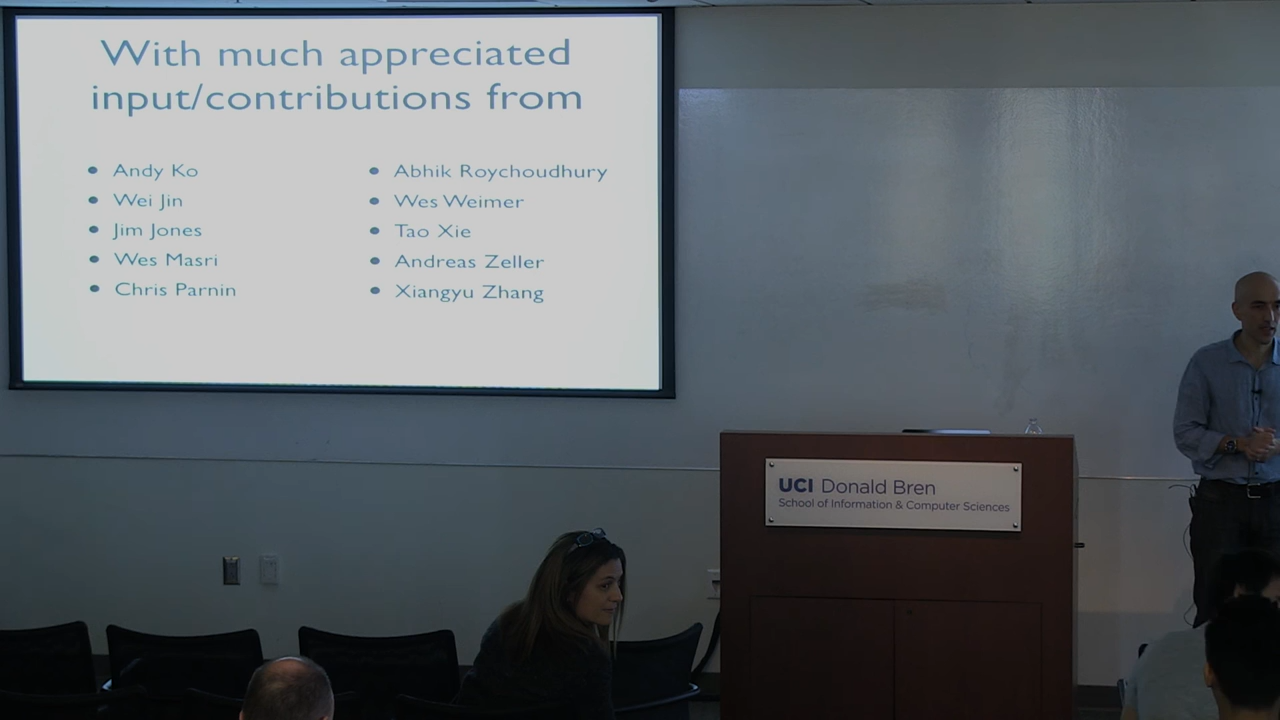 With much appreciated
input/contributions from
• Andy Ko
• Wei Jin
• Jim Jones
• Wes Masri
• Chris Parnin
• Abhik Roychoudhury
• Wes Weimer
• Tao Xie
• Andreas Zeller
• Xiangyu Zhang
UCI Donald Bren
School of Information & Computer Sciences